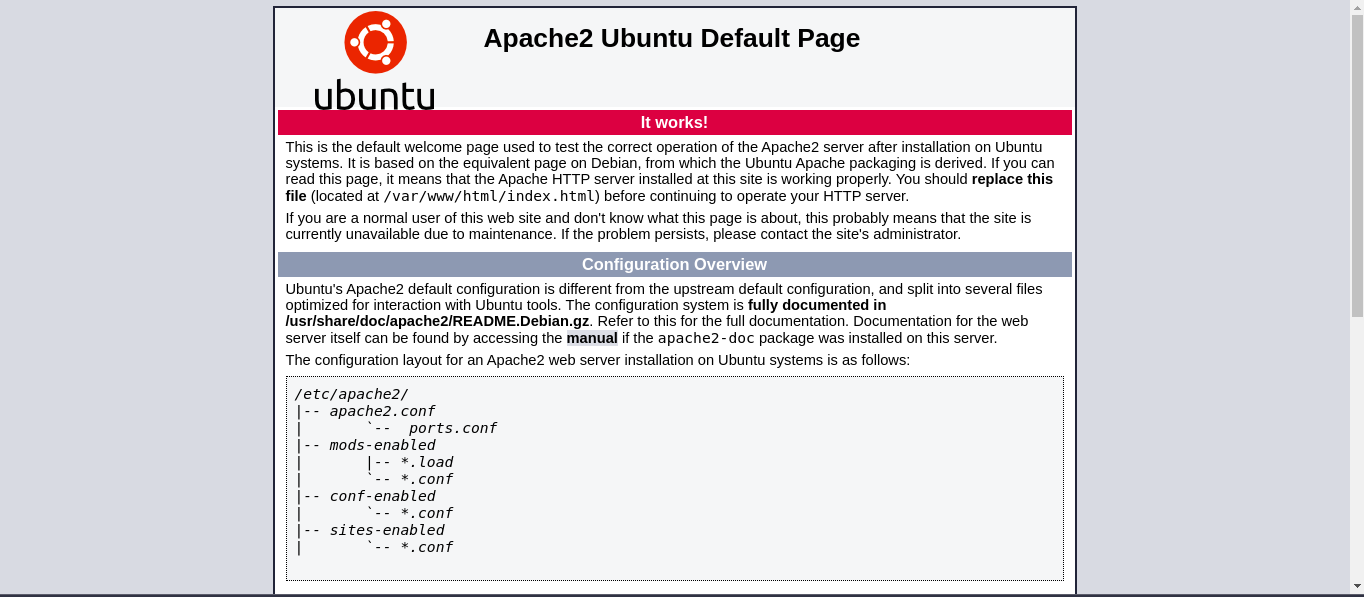 ubuntu
Apache2 Ubuntu Default Page
It works!
This is the default welcome page used to test the correct operation of the Apache2 server after installation on Ubuntu
systems. It is based on the equivalent page on Debian, from which the Ubuntu Apache packaging is derived. If you can
read this page, it means that the Apache HTTP server installed at this site is working properly. You should replace this
file (located at /var/www/html/index.html) before continuing to operate your HTTP server.
If you are a normal user of this web site and don't know what this page is about, this probably means that the site is
currently unavailable due to maintenance. If the problem persists, please contact the site's administrator.
Configuration Overview
Ubuntu's Apache2 default configuration is different from the upstream default configuration, and split into several files
optimized for interaction with Ubuntu tools. The configuration system is fully documented in
/usr/share/doc/apache2/README.Debian.gz. Refer to this for the full documentation. Documentation for the web
server itself can be found by accessing the manual if the apache2-doc package was installed on this server.
The configuration layout for an Apache2 web server installation on Ubuntu systems is as follows:
/etc/apache2/
|-- apache2.conf
|       `--  ports.conf
|-- mods-enabled
|       |-- *.load
|       `-- *.conf
|-- conf-enabled
|       `-- *.conf
|-- sites-enabled
|       `-- *.conf